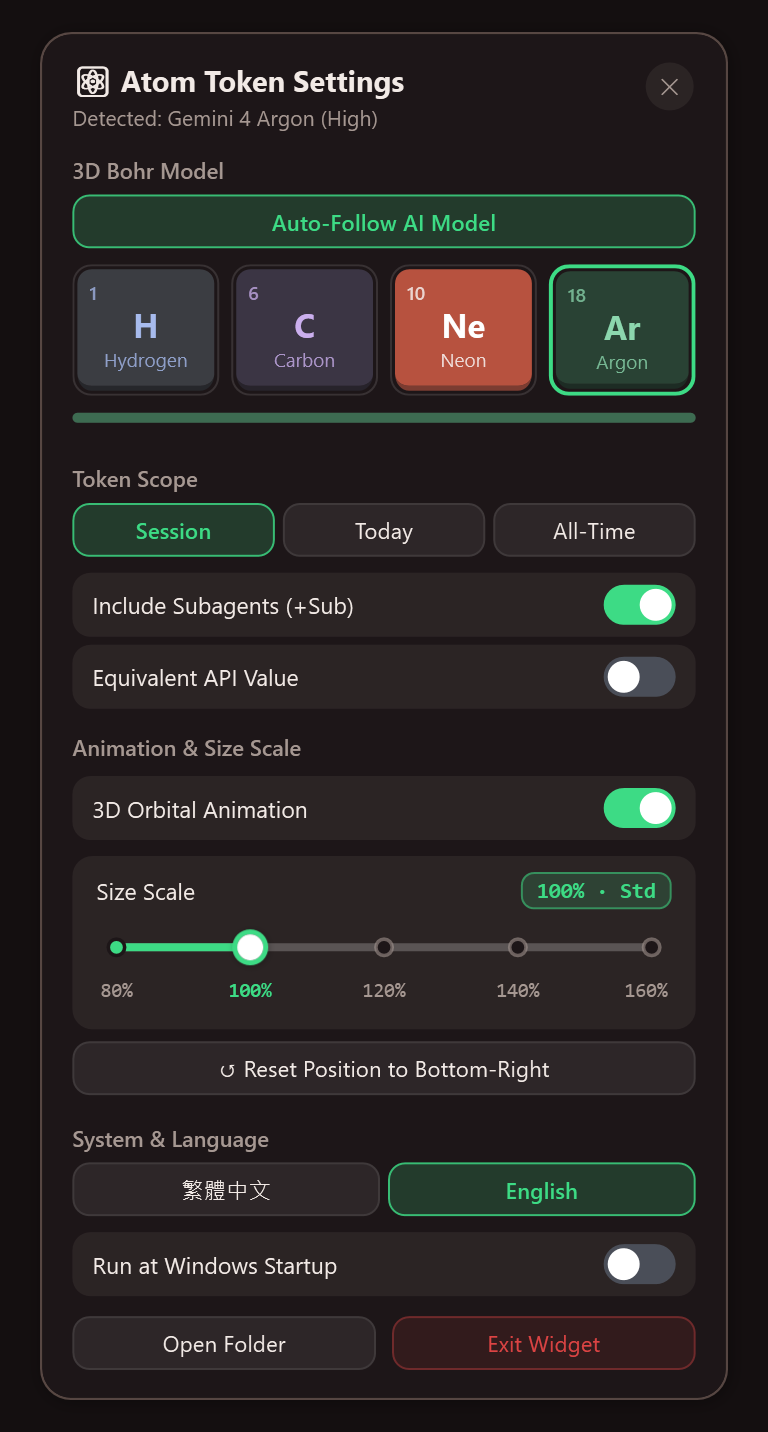 Atom Token Settings
Detected: Gemini 4 Argon (High)
3D Bohr Model
Auto-Follow AI Model
1
H
Hydrogen
6
C
Carbon
10
Ne
Neon
18
Ar
Argon
Token Scope
Session
Today
All-Time
Include Subagents (+Sub)
Equivalent API Value
Animation & Size Scale
3D Orbital Animation
Size Scale
100% · Std
80%
100%
120%
140%
160%
↺ Reset Position to Bottom-Right
System & Language
繁體中文
English
Run at Windows Startup
Open Folder
Exit Widget